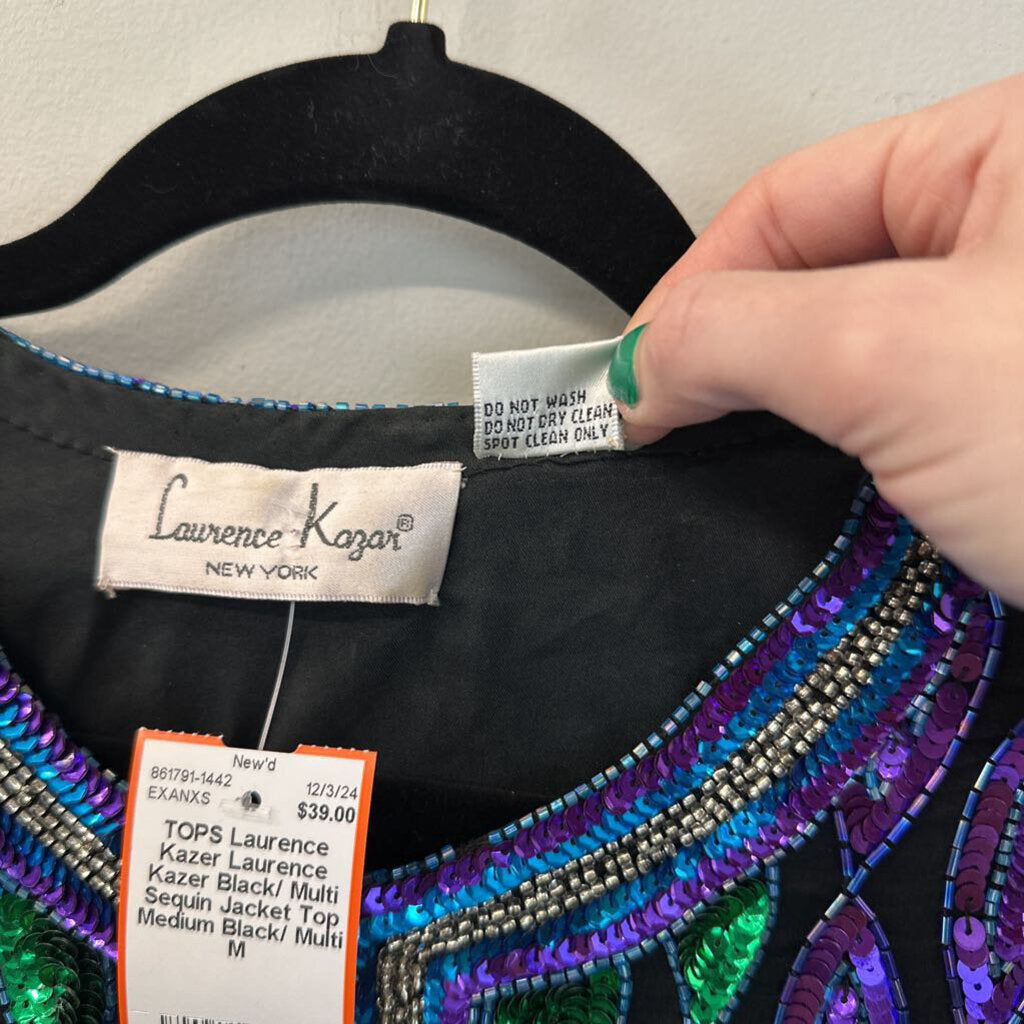 DO NOT WASH
DO NOT DRY CLEAN
SPOT CLEAN ONLY
Laurence Kazar®
NEW YORK
New'd
861791-1442 12/3/24
EXANXS $39.00
TOPS Laurence
Kazer Laurence
Kazer Black/ Multi
Sequin Jacket Top
Medium Black/ Multi
M